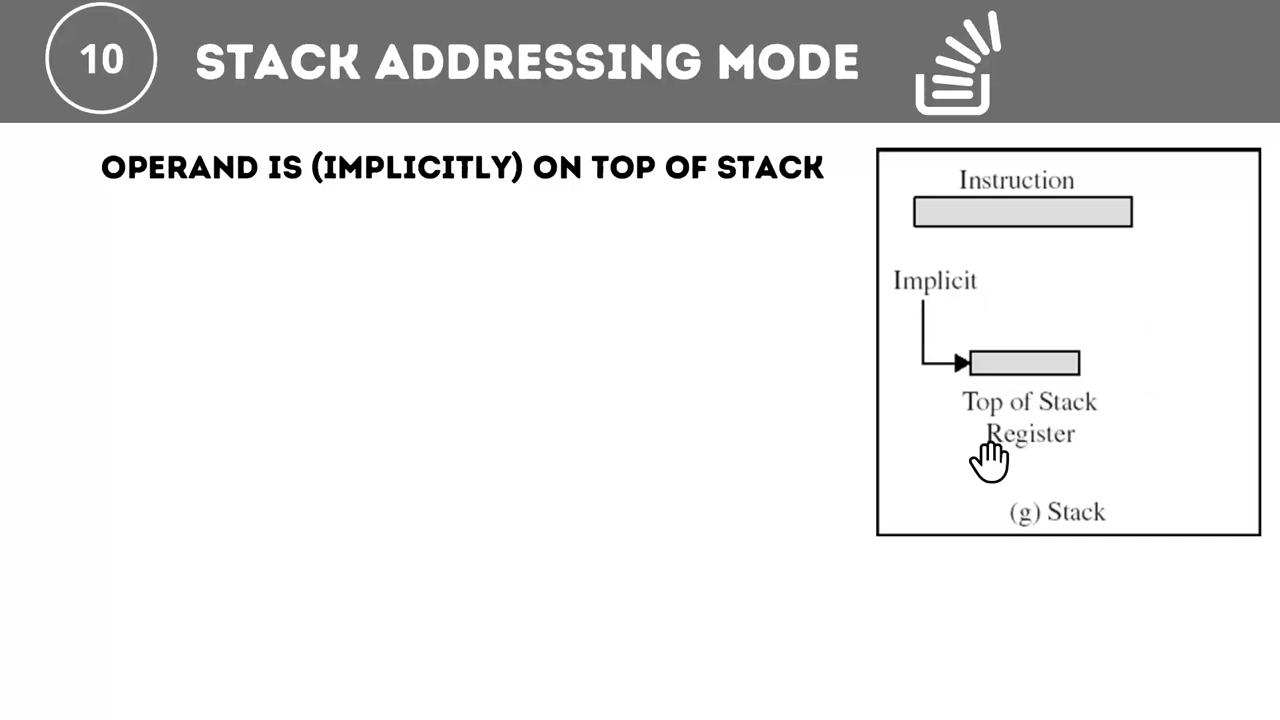 10
STACK ADDRESSING MODE
OPERAND IS (IMPLICITLY) ON TOP OF STACK
Instruction
Implicit
Top of Stack
Register
(g) Stack